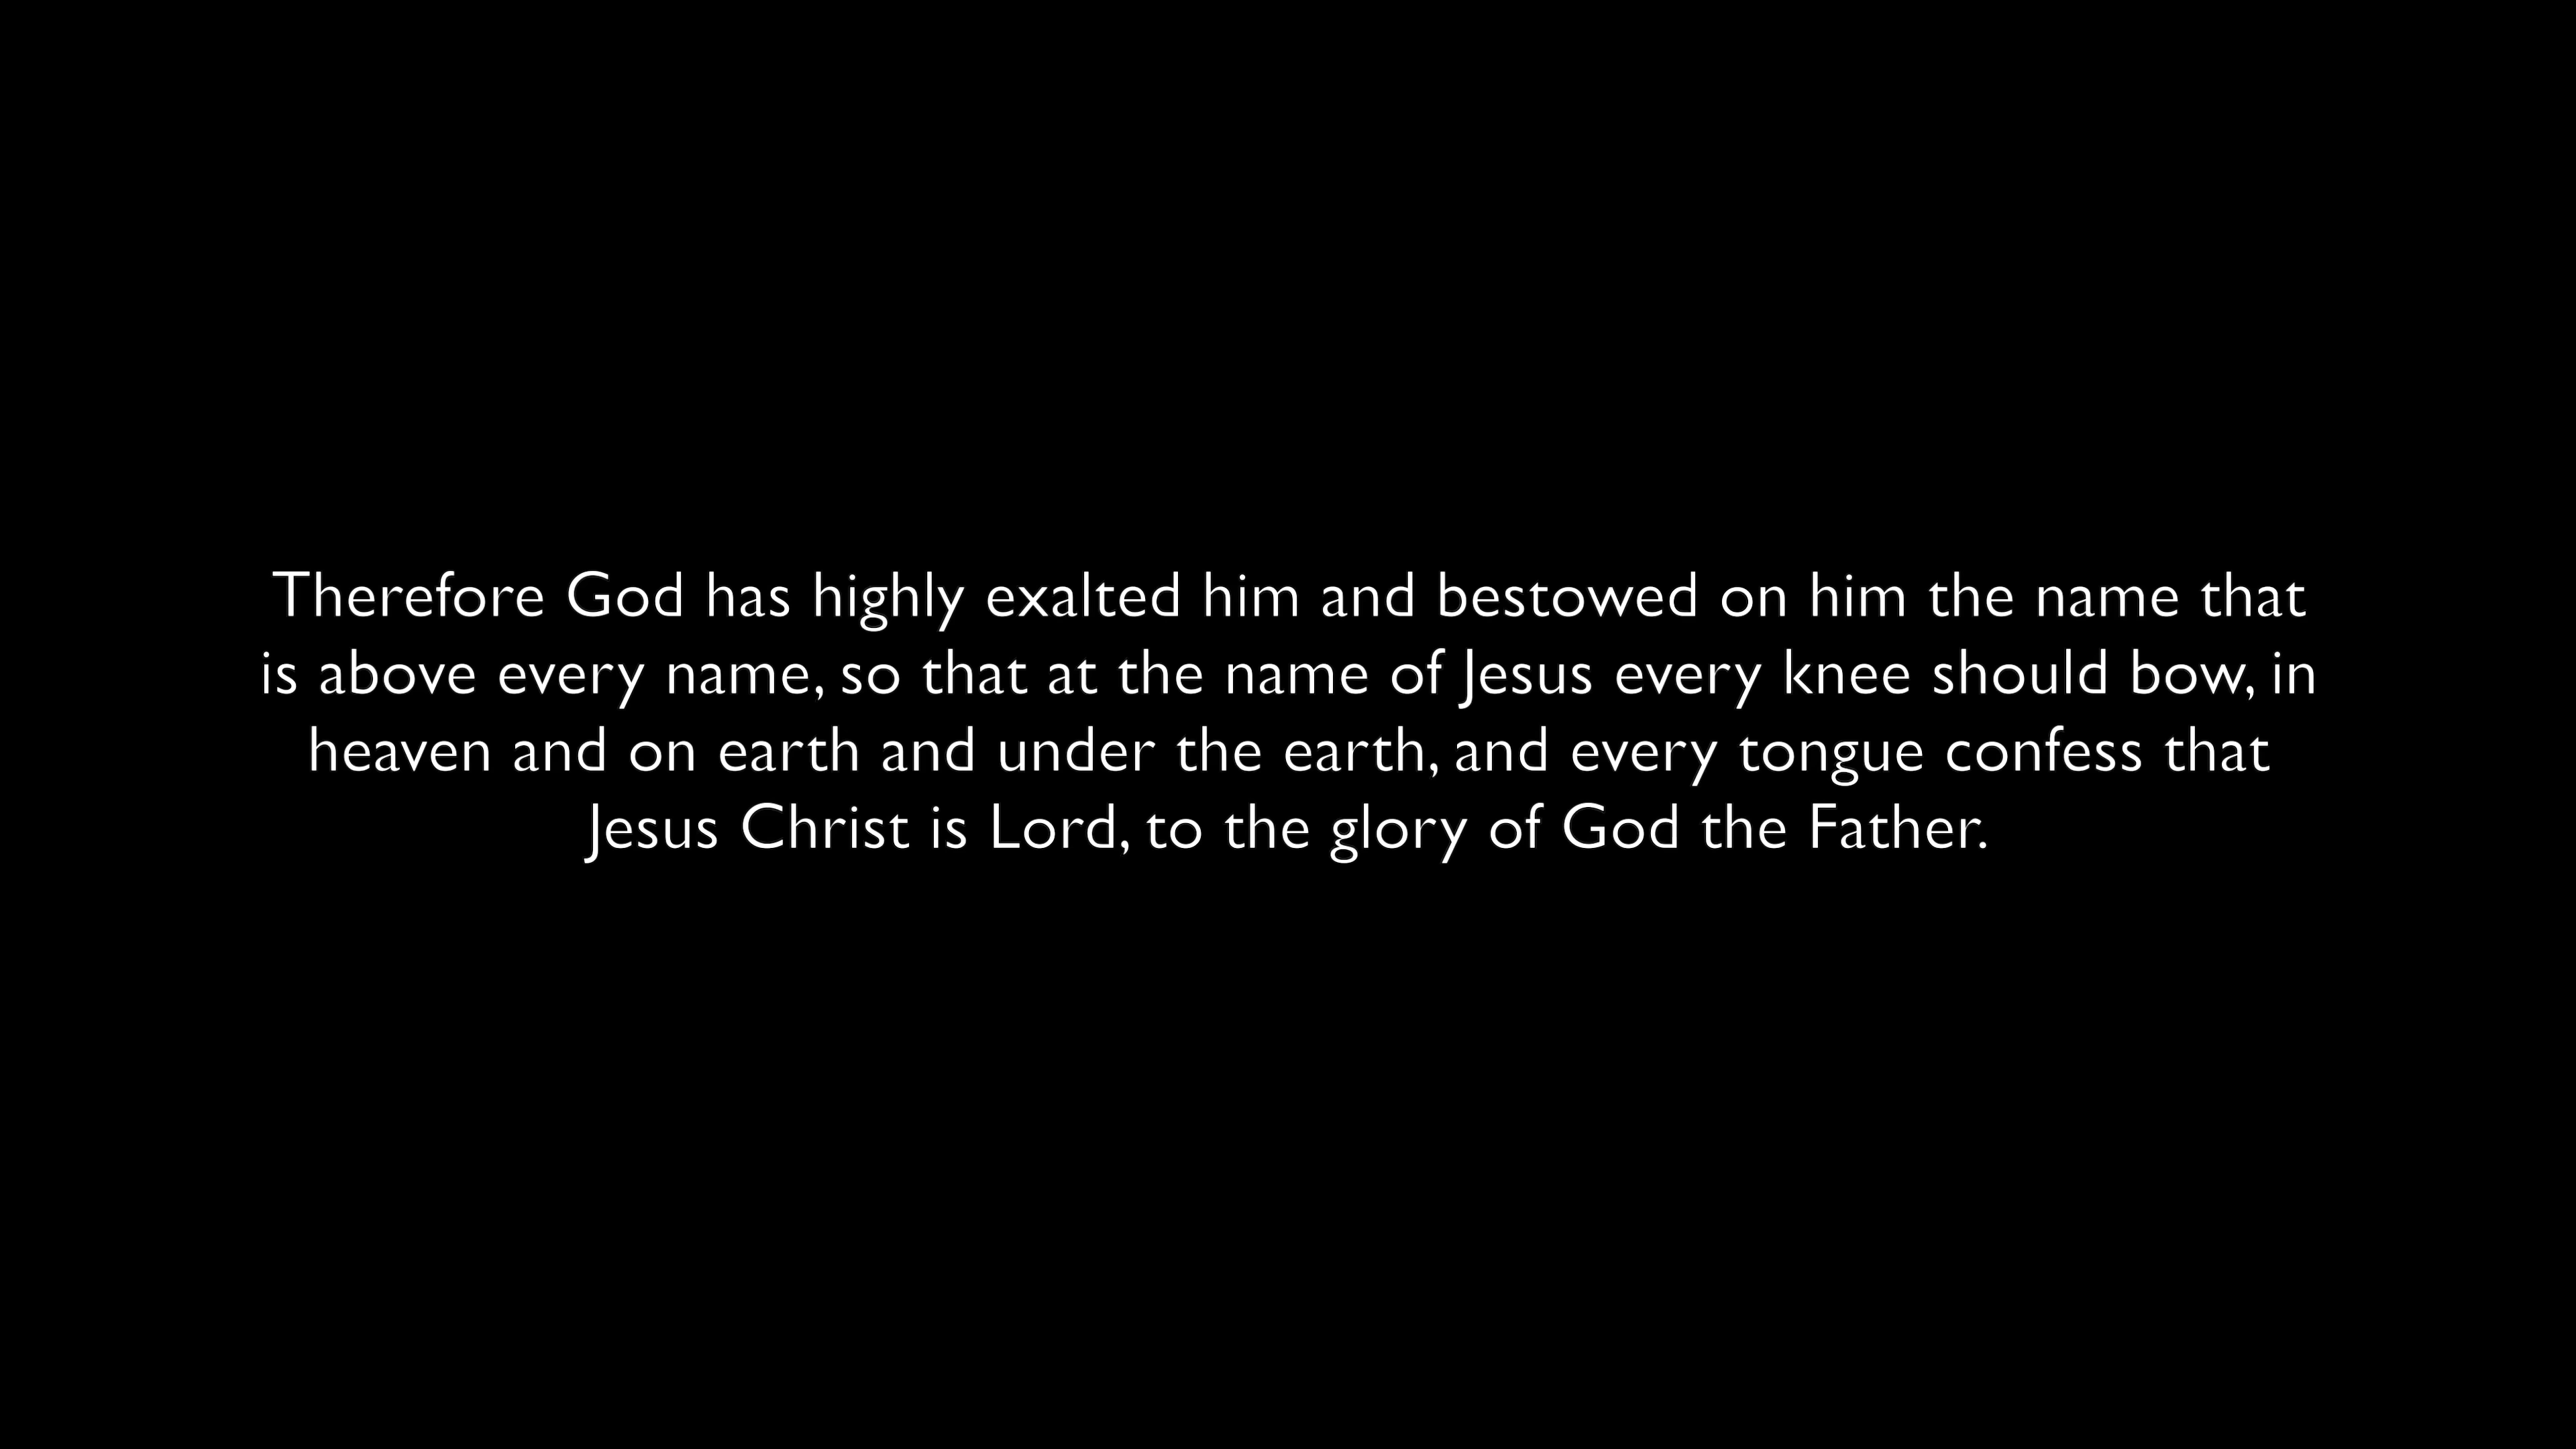 Therefore God has highly exalted him and bestowed on him the name that
is above every name, so that at the name of Jesus every knee should bow, in
heaven and on earth and under the earth, and every tongue confess that
Jesus Christ is Lord, to the glory of God the Father.